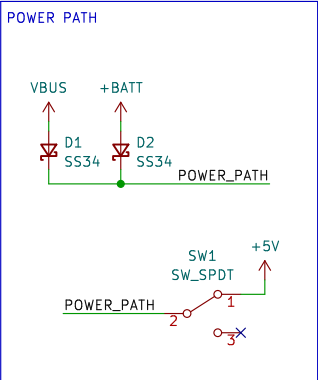 POWER PATH
VBUS +BATT
D1 D2
SS34 SS34
POWER_PATH
+5V
SW1
SW_SPDT
POWER_PATH
1
2
3